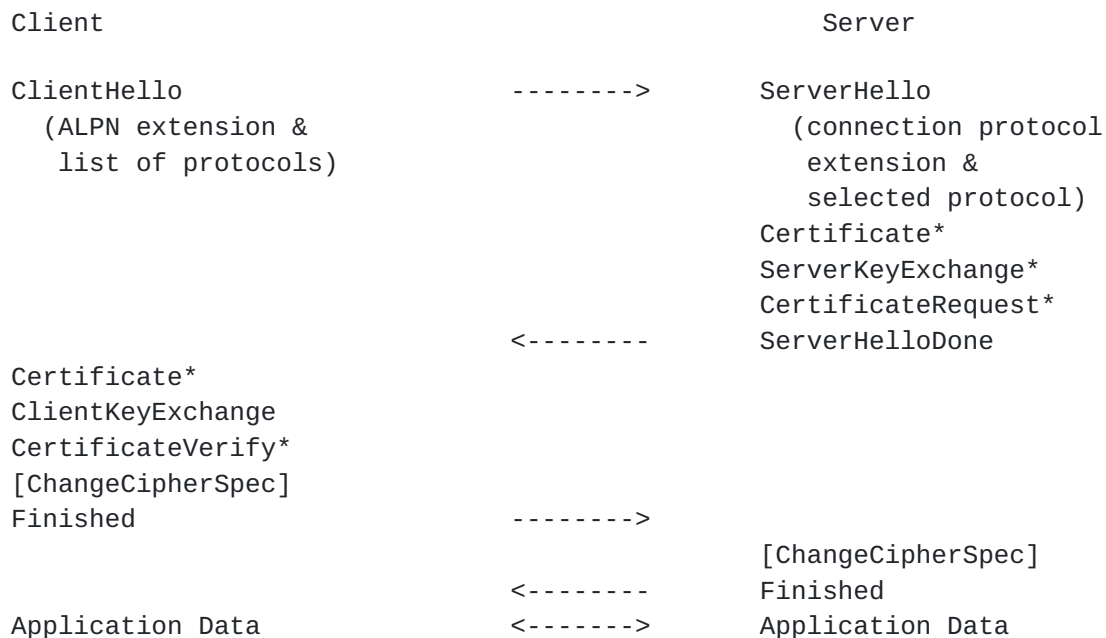 Client                                              Server

ClientHello                     -------->       ServerHello
  (ALPN extension &                               (connection protocol
   list of protocols)                              extension &
                                                   selected protocol)
                                                Certificate*
                                                ServerKeyExchange*
                                                CertificateRequest*
                                <--------       ServerHelloDone
Certificate*
ClientKeyExchange
CertificateVerify*
[ChangeCipherSpec]
Finished                        -------->
                                                [ChangeCipherSpec]
                                <--------       Finished
Application Data                <------->       Application Data